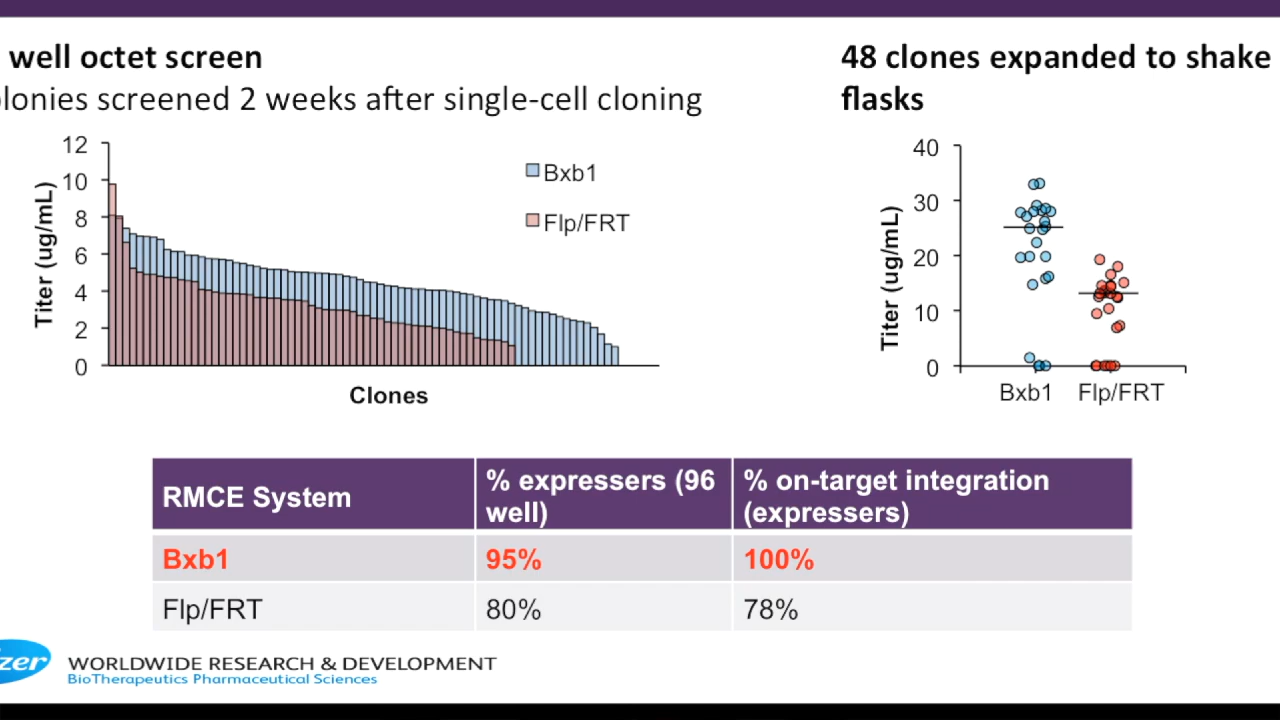 well octet screen
olonies screened 2 weeks after single-cell cloning
48 clones expanded to shake
flasks
12
10
8
6
4
2
0
Titer (ug/mL)
Bxb1
Flp/FRT
Clones
40
30
20
10
0
Titer (ug/mL)
Bxb1 Flp/FRT
RMCE System
% expressers (96
well)
% on-target integration
(expressers)
Bxb1 95% 100%
Flp/FRT 80% 78%
zer
WORLDWIDE RESEARCH & DEVELOPMENT
BioTherapeutics Pharmaceutical Sciences